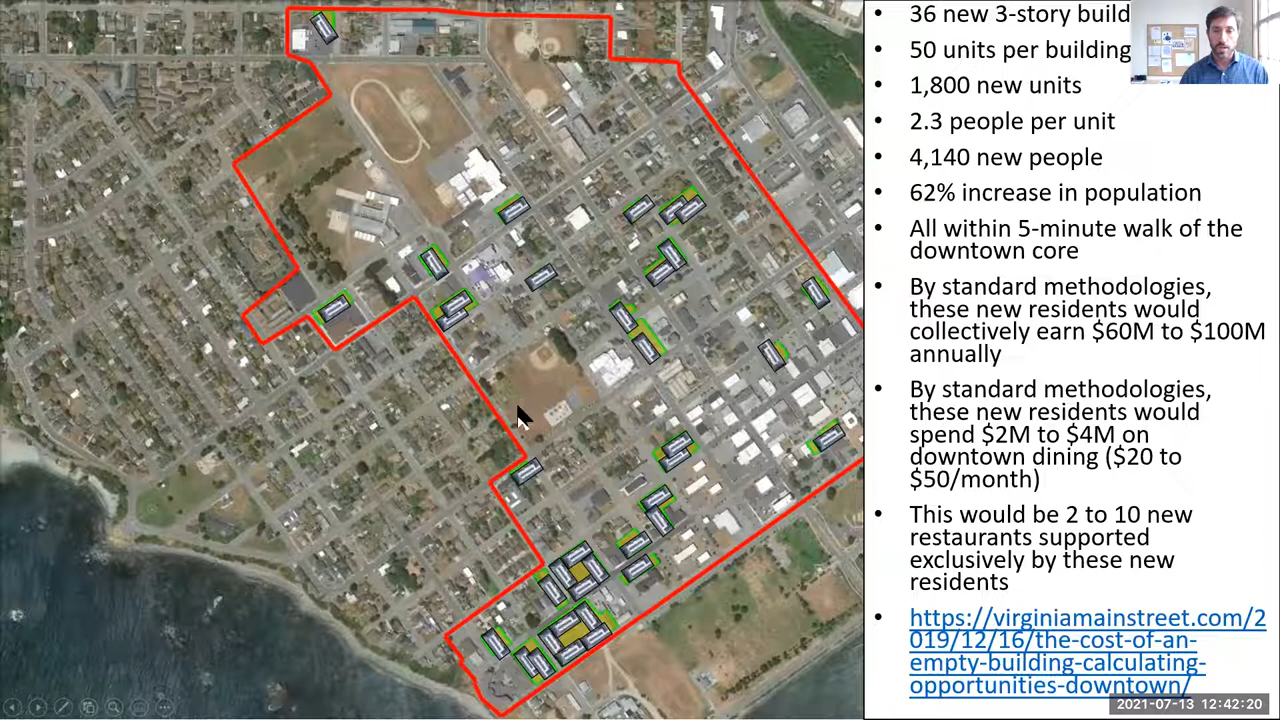 36 new 3-story build
50 units per building
1,800 new units
2.3 people per unit
4,140 new people
62% increase in population
All within 5-minute walk of the
downtown core
By standard methodologies,
these new residents would
collectively earn $60M to $100M
annually
By standard methodologies,
these new residents would
spend $2M to $4M on
downtown dining ($20 to
$50/month)
This would be 2 to 10 new
restaurants supported
exclusively by these new
residents
https://virginiamainstreet.com/2
019/12/16/the-cost-of-an-
empty-building-calculating-
opportunities-downtown/
2021-07-13 12:42:20